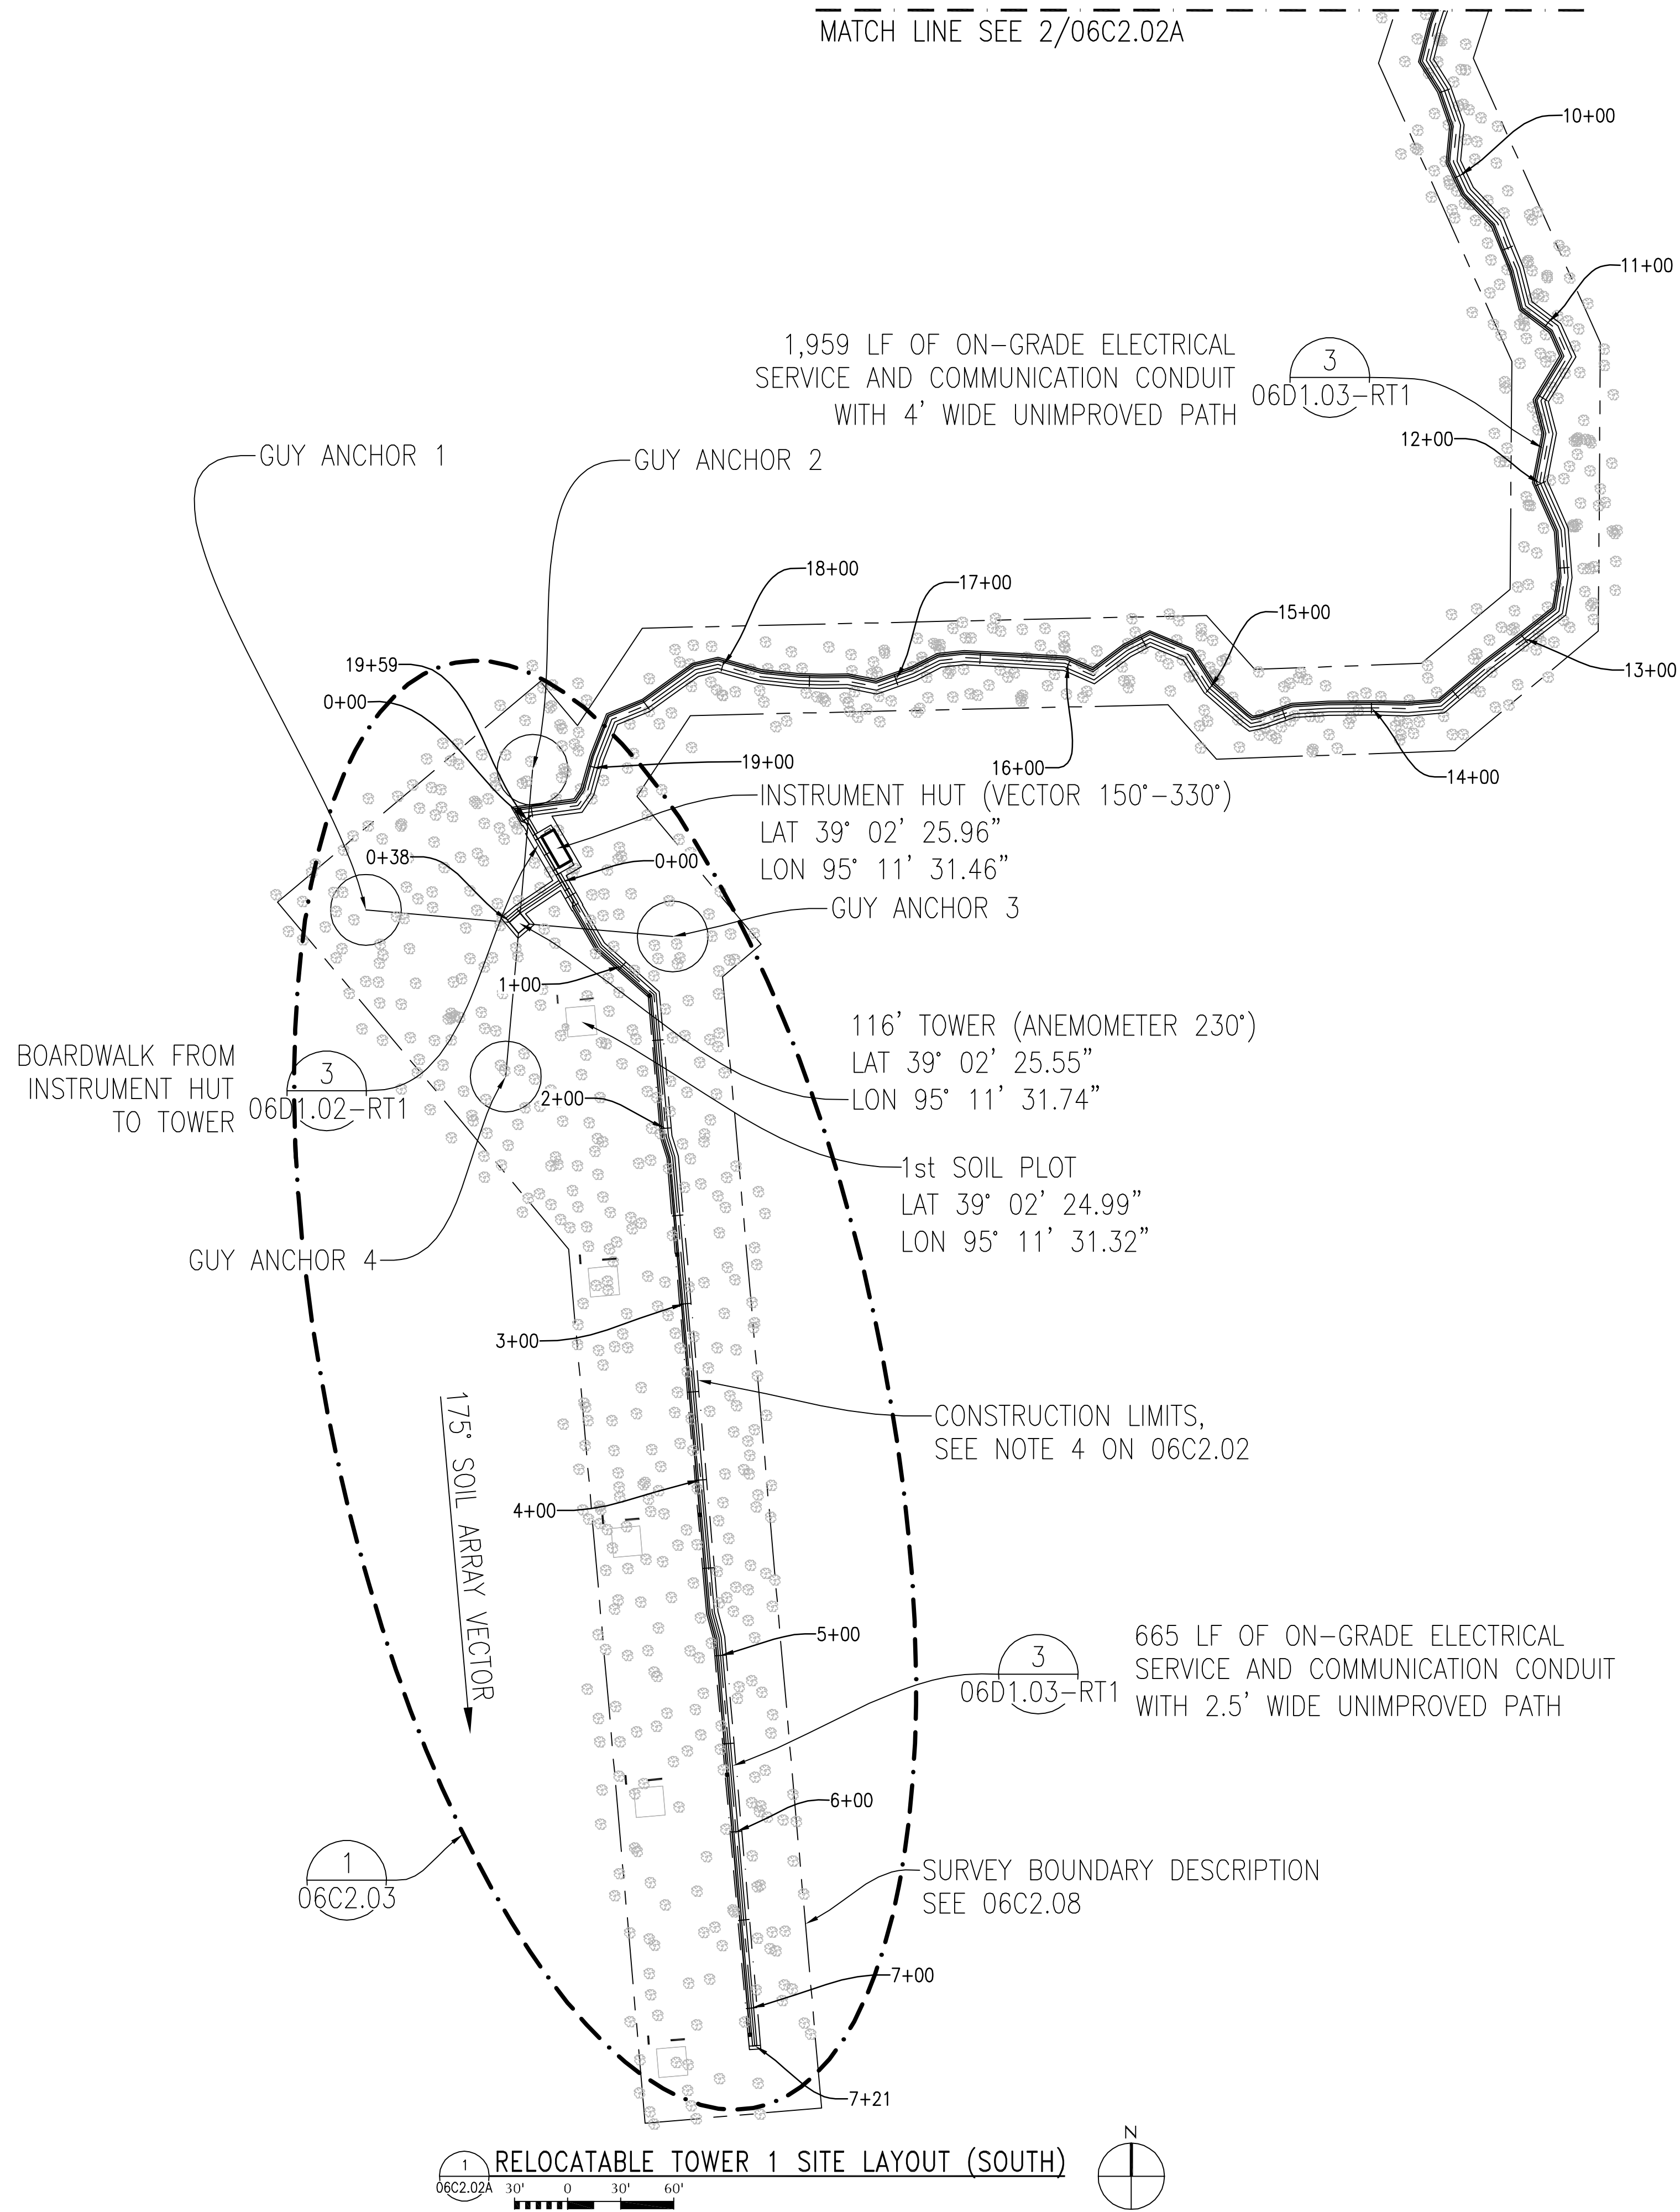 MATCH LINE SEE 2/06C2.02A
10+00
11+00
1,959 LF OF ON-GRADE ELECTRICAL
SERVICE AND COMMUNICATION CONDUIT
WITH 4' WIDE UNIMPROVED PATH
3
06D1.03-RT1
12+00
GUY ANCHOR 1
GUY ANCHOR 2
18+00
17+00
15+00
13+00
19+59
0+00
19+00
16+00
14+00
INSTRUMENT HUT (VECTOR 150°-330°)
LAT 39° 02' 25.96"
LON 95° 11' 31.46"
0+38
0+00
GUY ANCHOR 3
1+00
116' TOWER (ANEMOMETER 230°)
LAT 39° 02' 25.55"
LON 95° 11' 31.74"
BOARDWALK FROM
INSTRUMENT HUT
TO TOWER
3
06D1.02-RT1
2+00
1st SOIL PLOT
LAT 39° 02' 24.99"
LON 95° 11' 31.32"
GUY ANCHOR 4
3+00
175° SOIL ARRAY VECTOR
CONSTRUCTION LIMITS,
SEE NOTE 4 ON 06C2.02
4+00
5+00
3
06D1.03-RT1
665 LF OF ON-GRADE ELECTRICAL
SERVICE AND COMMUNICATION CONDUIT
WITH 2.5' WIDE UNIMPROVED PATH
6+00
1
06C2.03
SURVEY BOUNDARY DESCRIPTION
SEE 06C2.08
7+00
7+21
1
06C2.02A
RELOCATABLE TOWER 1 SITE LAYOUT (SOUTH)
30' 0 30' 60'
N